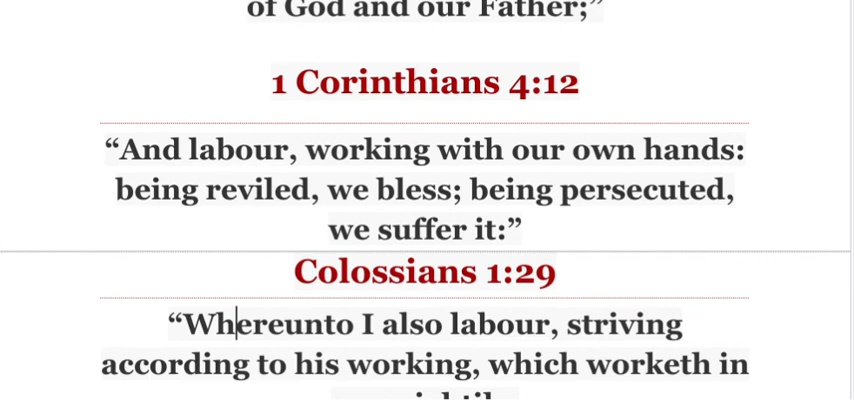 of God and our Father;”
1 Corinthians 4:12
“And labour, working with our own hands:
being reviled, we bless; being persecuted,
we suffer it:”
Colossians 1:29
“Whereunto I also labour, striving
according to his working, which worketh in